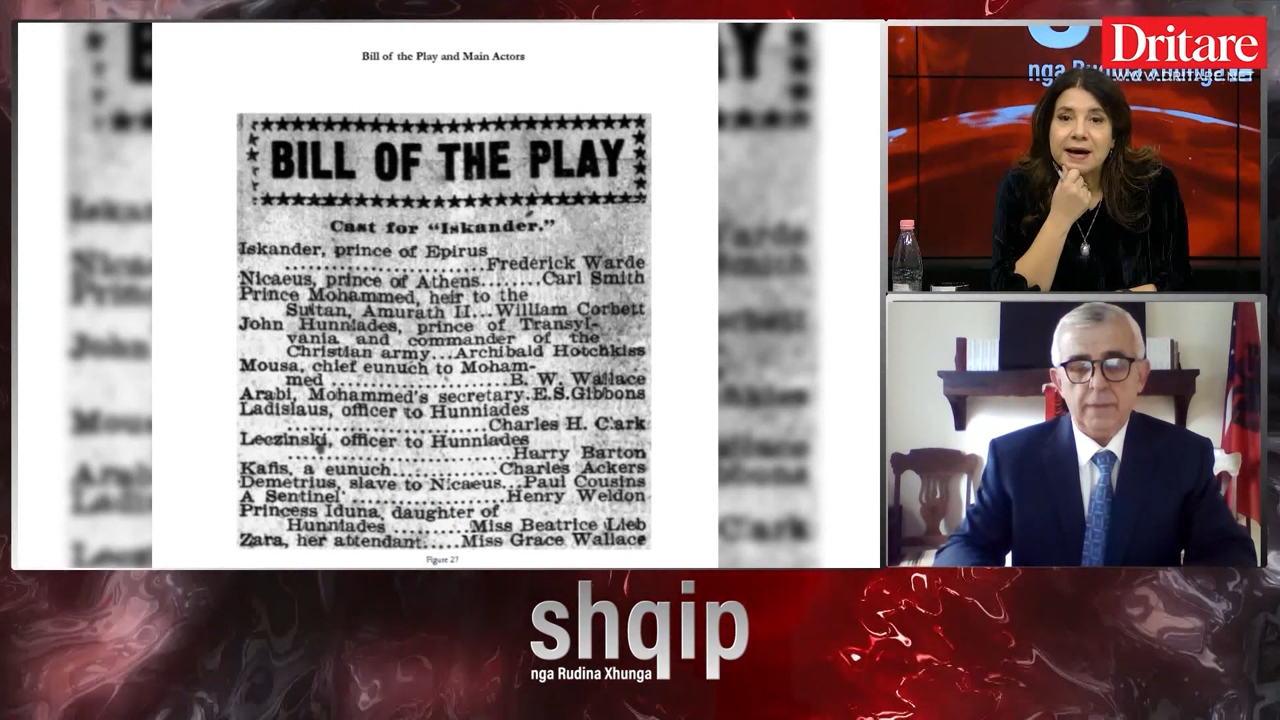 Bill of the Play and Main Actors
BILL OF THE PLAY
Cast for "Iskander."
Iskander, prince of Epirus
........................Frederick Warde
Nicaeus, prince of Athens........Carl Smith
Prince Mohammed, heir to the
Sultan, Amurath II...William Corbett
John Hunniades, prince of Transyl-
vania and commander of the
Christian army...Archibald Hotchkiss
Mousa, chief eunuch to Moham-
med ......................B. W. Wallace
Arabi, Mohammed's secretary.E.S.Gibbons
Ladislaus, officer to Hunniades
........................Charles H. Clark
Leczinski, officer to Hunniades
...........................Harry Barton
Kafis, a eunuch..............Charles Ackers
Demetrius, slave to Nicaeus...Paul Cousins
A Sentinel ....................Henry Weldon
Princess Iduna, daughter of
Hunniades ..........Miss Beatrice Lieb
Zara, her attendant.....Miss Grace Wallace
Figure 27
Dritare
WWW.DRITARE.NET
shqip
nga Rudina Xhunga